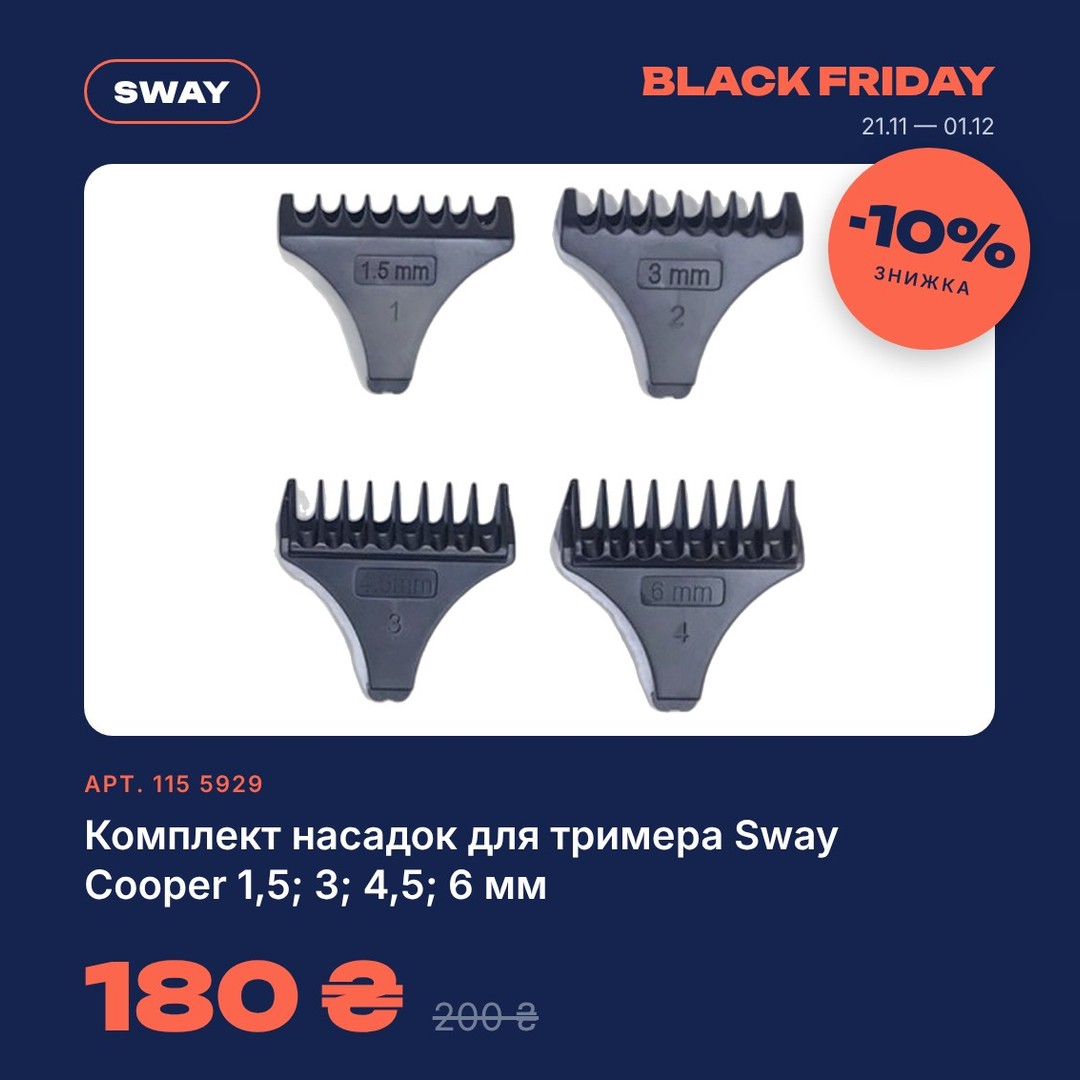 SWAY
BLACK FRIDAY
21.11 — 01.12
-10%
ЗНИЖКА
1.5 mm
1
3 mm
2
4.5mm
3
6 mm
4
АРТ. 115 5929
Комплект насадок для тримера Sway
Cooper 1,5; 3; 4,5; 6 мм
180 ₴
200 ₴